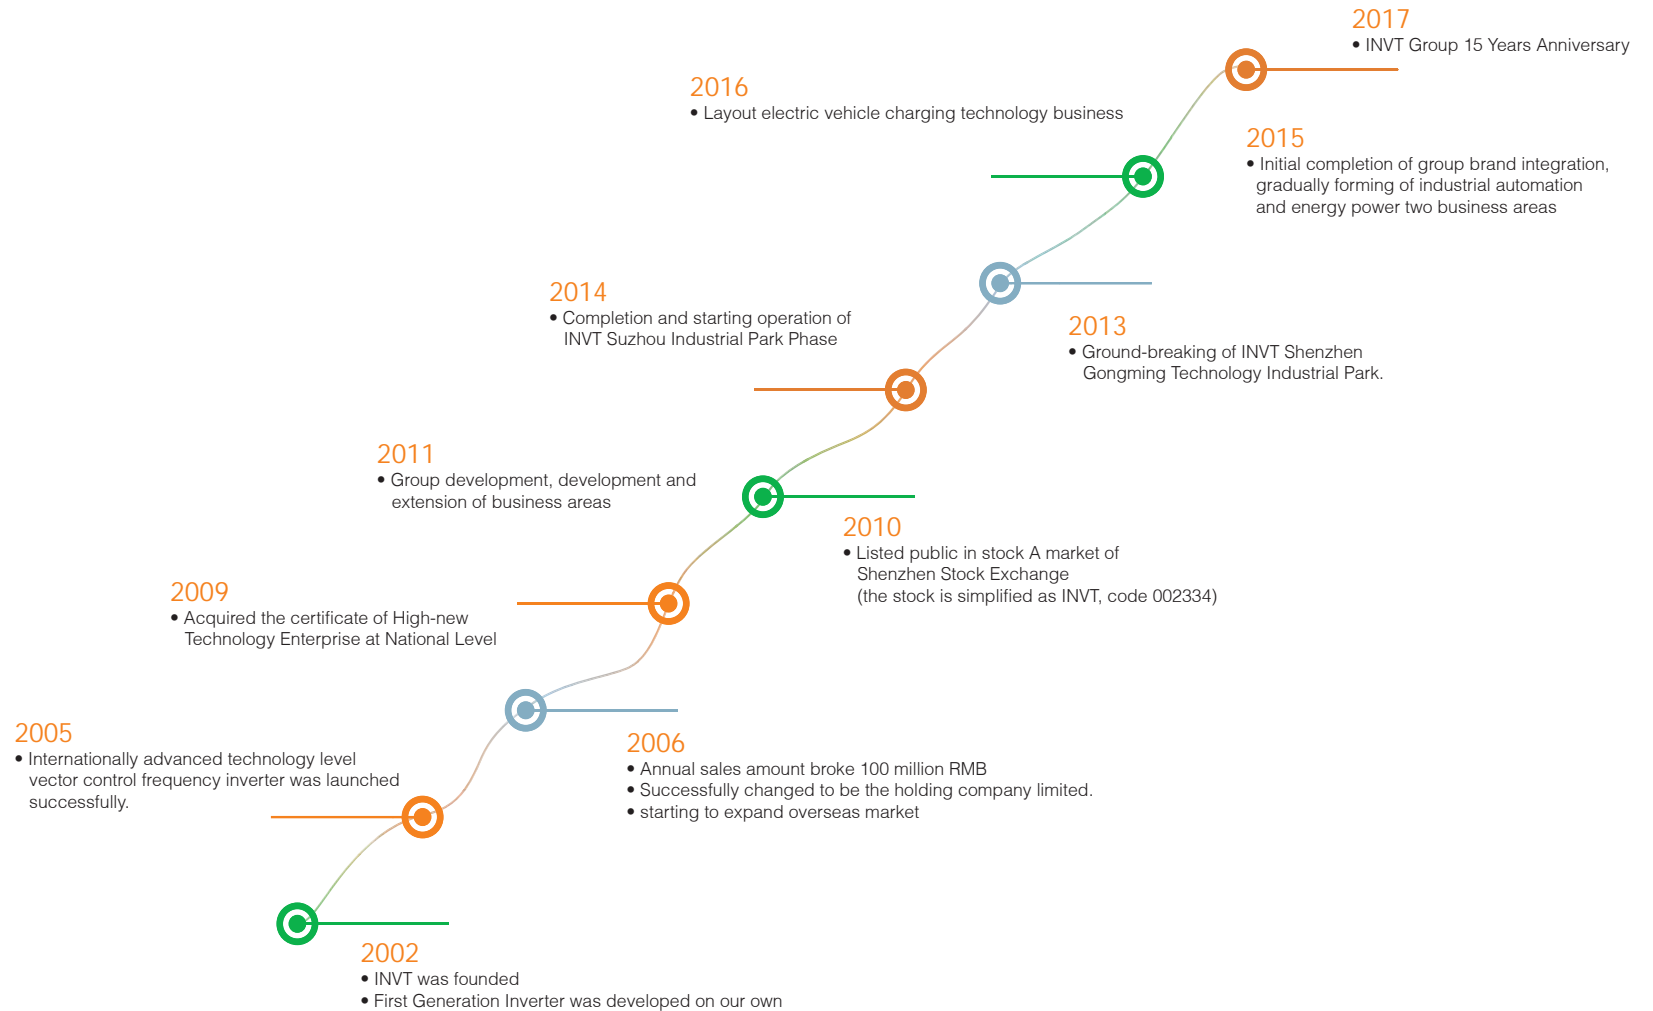 2017
• INVT Group 15 Years Anniversary
2016
• Layout electric vehicle charging technology business
2015
• Initial completion of group brand integration,
gradually forming of industrial automation
and energy power two business areas
2014
• Completion and starting operation of
INVT Suzhou Industrial Park Phase
2013
• Ground-breaking of INVT Shenzhen
Gongming Technology Industrial Park.
2011
• Group development, development and
extension of business areas
2010
• Listed public in stock A market of
Shenzhen Stock Exchange
(the stock is simplified as INVT, code 002334)
2009
• Acquired the certificate of High-new
Technology Enterprise at National Level
2005
• Internationally advanced technology level
vector control frequency inverter was launched
successfully.
2006
• Annual sales amount broke 100 million RMB
• Successfully changed to be the holding company limited.
• starting to expand overseas market
2002
• INVT was founded
• First Generation Inverter was developed on our own